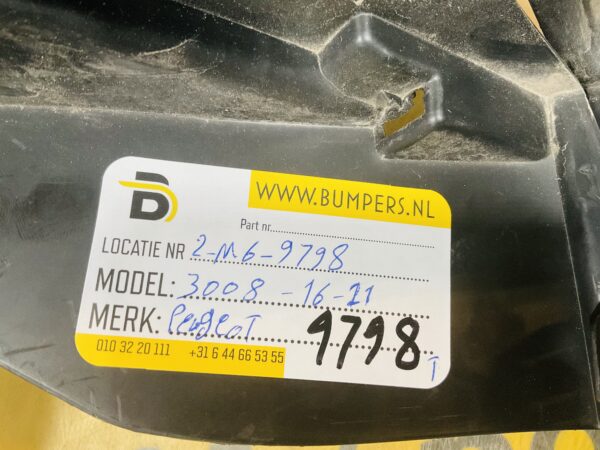 WWW.BUMPERS.NL
Part nr
LOCATIE NR 2-M6-9798
MODEL: 3008 -16-21
MERK: Peugeot
9798 T
010 32 20 111 +31 6 44 66 53 55